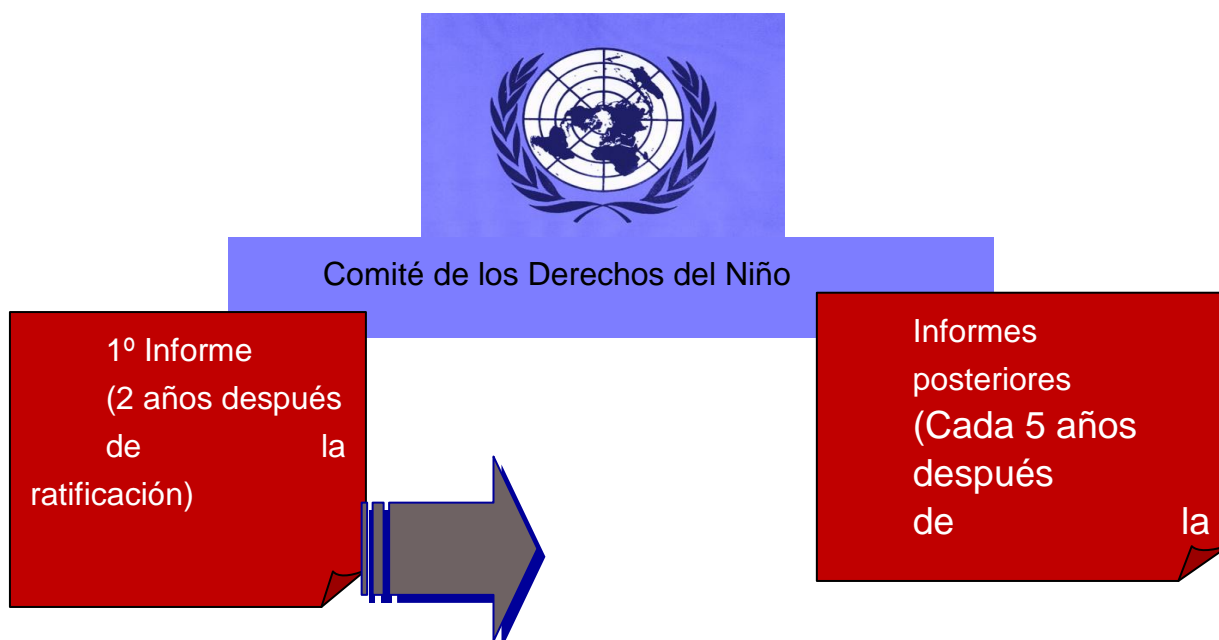 Comité de los Derechos del Niño
1º Informe
(2 años después
de la
ratificación)
Informes
posteriores
(Cada 5 años
después
de la